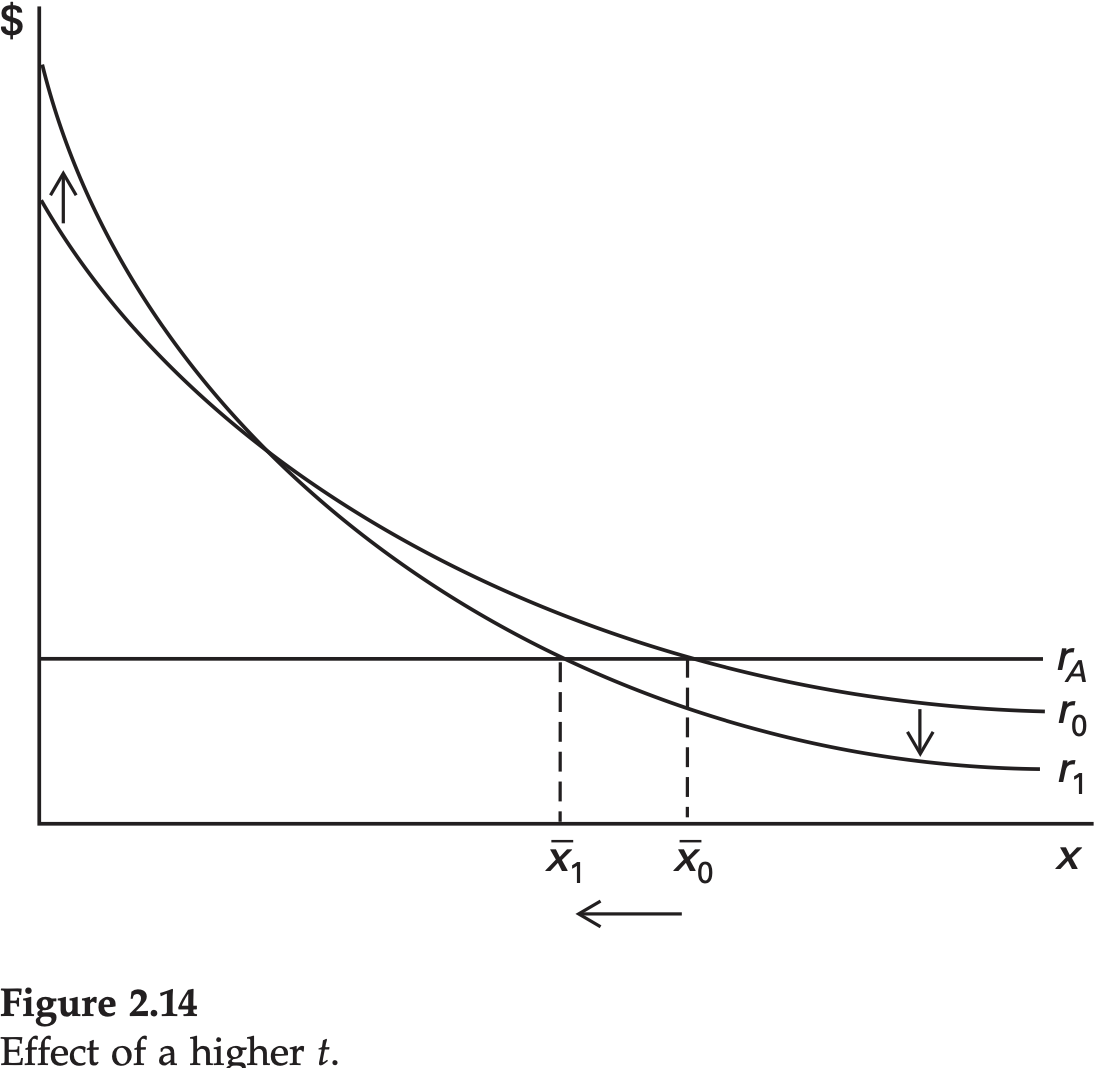 $
r_A
r_0
r_1
x̄_1 x̄_0 x
Figure 2.14
Effect of a higher t.